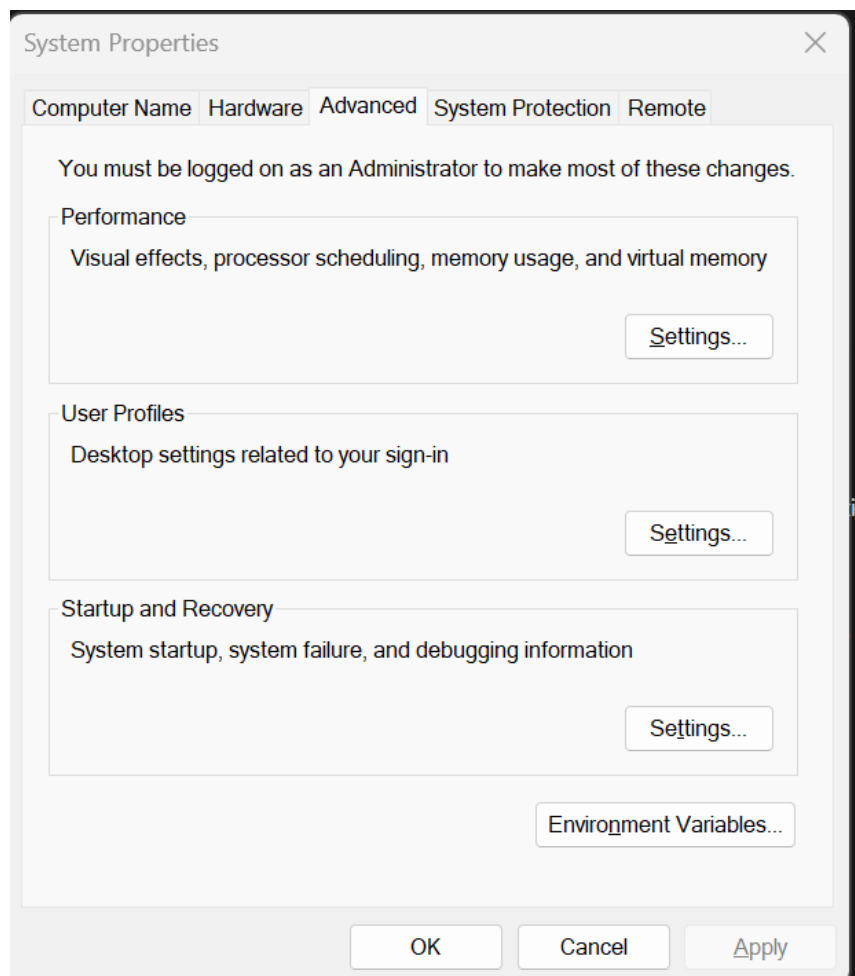 System Properties
Computer Name Hardware Advanced System Protection Remote
You must be logged on as an Administrator to make most of these changes.
Performance
Visual effects, processor scheduling, memory usage, and virtual memory
Settings...
User Profiles
Desktop settings related to your sign-in
Settings...
Startup and Recovery
System startup, system failure, and debugging information
Settings...
Environment Variables...
OK Cancel Apply